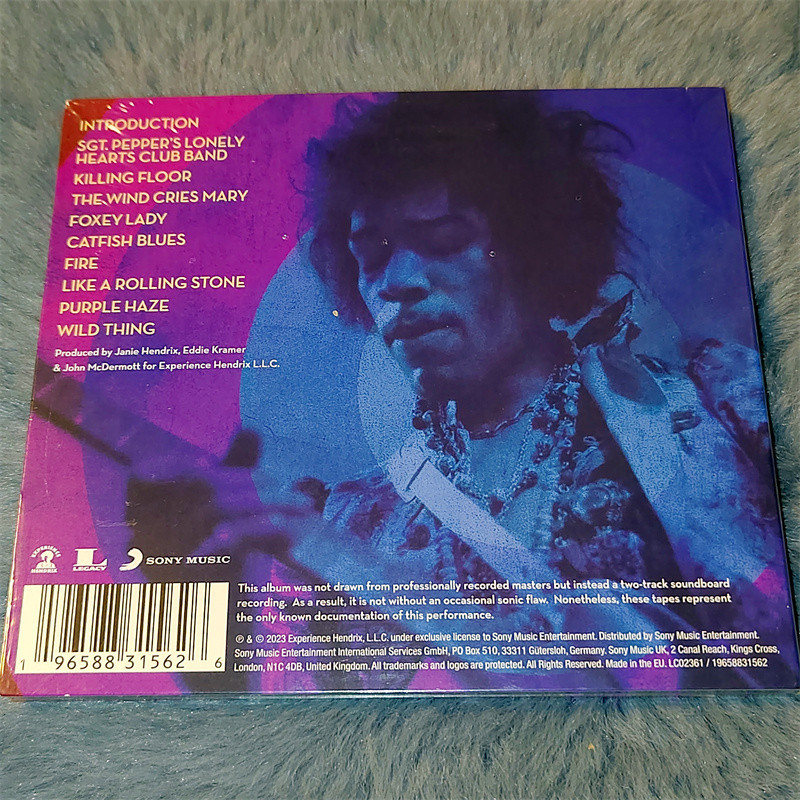 INTRODUCTION
SGT. PEPPER'S LONELY
HEARTS CLUB BAND
KILLING FLOOR
THE WIND CRIES MARY
FOXEY LADY
CATFISH BLUES
FIRE
LIKE A ROLLING STONE
PURPLE HAZE
WILD THING
Produced by Janie Hendrix, Eddie Kramer
& John McDermott for Experience Hendrix L.L.C.
EXPERIENCE
HENDRIX
L
LEGACY
SONY MUSIC
This album was not drawn from professionally recorded masters but instead a two-track soundboard
recording. As a result, it is not without an occasional sonic flaw. Nonetheless, these tapes represent
the only known documentation of this performance.
℗ & © 2023 Experience Hendrix, L.L.C. under exclusive license to Sony Music Entertainment. Distributed by Sony Music Entertainment.
Sony Music Entertainment International Services GmbH, PO Box 510, 33311 Gütersloh, Germany. Sony Music UK, 2 Canal Reach, Kings Cross,
London, N1C 4DB, United Kingdom. All trademarks and logos are protected. All Rights Reserved. Made in the EU. LC02361 / 19658831562
1 96588 31562 6